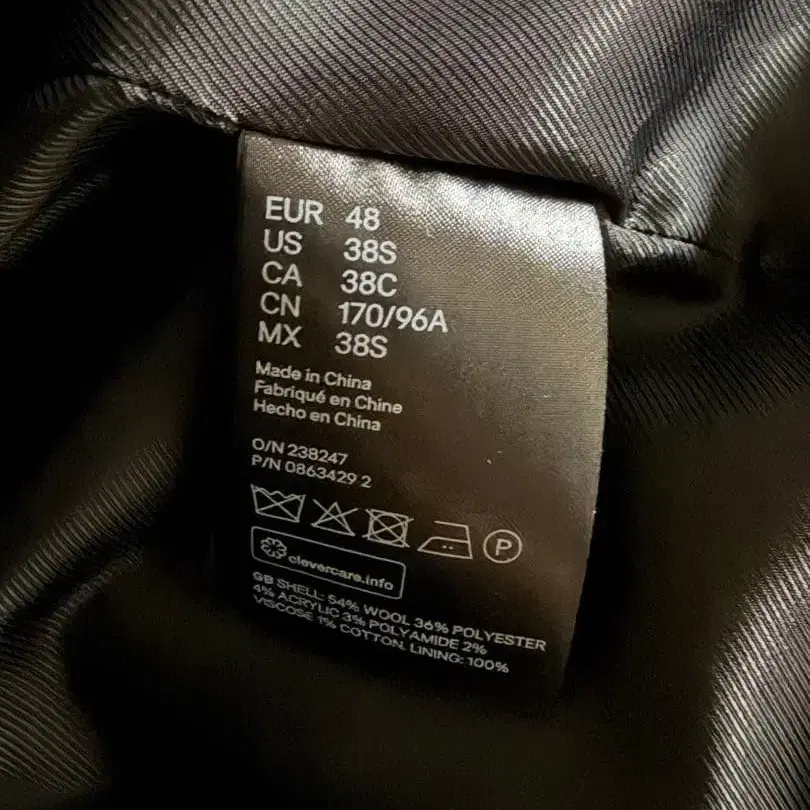 EUR 48
US 38S
CA 38C
CN 170/96A
MX 38S
Made in China
Fabriqué en Chine
Hecho en China
O/N 238247
P/N 0863429 2
P
clevercare.info
GB SHELL: 54% WOOL 36% POLYESTER
4% ACRYLIC 3% POLYAMIDE 2%
VISCOSE 1% COTTON. LINING: 100%